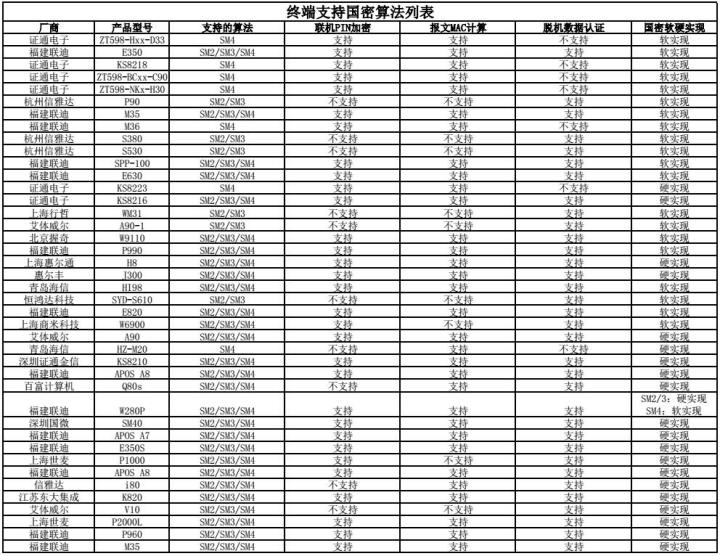 终端支持国密算法列表
厂商 产品型号 支持的算法 联机PIN加密 报文MAC计算 脱机数据认证 国密软硬实现
证通电子 ZT598-Hxx-D33 SM4 支持 支持 不支持 软实现
福建联迪 E350 SM2/SM3/SM4 支持 支持 支持 软实现
证通电子 KS8218 SM4 支持 支持 不支持 软实现
证通电子 ZT598-BCxx-C90 SM4 支持 支持 不支持 软实现
证通电子 ZT598-NKx-H30 SM4 支持 支持 不支持 软实现
杭州信雅达 P90 SM2/SM3 不支持 不支持 支持 软实现
福建联迪 M35 SM2/SM3/SM4 支持 支持 支持 软实现
福建联迪 M36 SM4 支持 支持 不支持 软实现
杭州信雅达 S380 SM2/SM3 不支持 不支持 支持 软实现
杭州信雅达 S530 SM2/SM3 不支持 不支持 支持 软实现
福建联迪 SPP-100 SM2/SM3/SM4 支持 支持 支持 软实现
福建联迪 E630 SM2/SM3/SM4 支持 支持 支持 软实现
证通电子 KS8223 SM4 支持 支持 不支持 硬实现
证通电子 KS8216 SM2/SM3/SM4 支持 支持 支持 硬实现
上海行哲 WM31 SM2/SM3 不支持 不支持 支持 软实现
艾体威尔 A90-1 SM2/SM3 不支持 不支持 支持 软实现
北京握奇 W9110 SM2/SM3/SM4 支持 支持 支持 软实现
福建联迪 P990 SM2/SM3/SM4 支持 支持 支持 软实现
上海惠尔通 H8 SM2/SM3/SM4 支持 支持 支持 硬实现
惠尔丰 J300 SM2/SM3/SM4 支持 支持 支持 硬实现
青岛海信 HI98 SM2/SM3/SM4 支持 支持 支持 软实现
恒鸿达科技 SYD-S610 SM2/SM3 不支持 不支持 支持 软实现
福建联迪 E820 SM2/SM3/SM4 支持 支持 支持 软实现
上海商米科技 W6900 SM2/SM3/SM4 支持 不支持 支持 软实现
艾体威尔 A90 SM2/SM3/SM4 支持 支持 支持 硬实现
青岛海信 HZ-M20 SM4 不支持 支持 不支持 软实现
深圳证通金信 KS8210 SM2/SM3/SM4 支持 支持 支持 硬实现
福建联迪 APOS A8 SM2/SM3/SM4 支持 支持 支持 硬实现
百富计算机 Q80s SM2/SM3/SM4 不支持 支持 支持 硬实现
SM2/3：硬实现
福建联迪 W280P SM2/SM3/SM4 支持 支持 支持 SM4：软实现
深圳国微 SM40 SM2/SM3/SM4 支持 支持 支持 硬实现
福建联迪 APOS A7 SM2/SM3/SM4 支持 支持 支持 硬实现
福建联迪 E350S SM2/SM3/SM4 支持 支持 支持 硬实现
上海世麦 P1000 SM2/SM3/SM4 支持 不支持 支持 硬实现
福建联迪 APOS A8 SM2/SM3/SM4 支持 支持 支持 硬实现
信雅达 i80 SM2/SM3/SM4 不支持 支持 支持 硬实现
江苏东大集成 K820 SM2/SM3/SM4 支持 支持 支持 硬实现
艾体威尔 V10 SM2/SM3/SM4 不支持 不支持 支持 硬实现
上海世麦 P2000L SM2/SM3/SM4 支持 支持 支持 硬实现
福建联迪 P960 SM2/SM3/SM4 支持 支持 支持 硬实现
福建联迪 M35 SM2/SM3/SM4 支持 支持 支持 硬实现